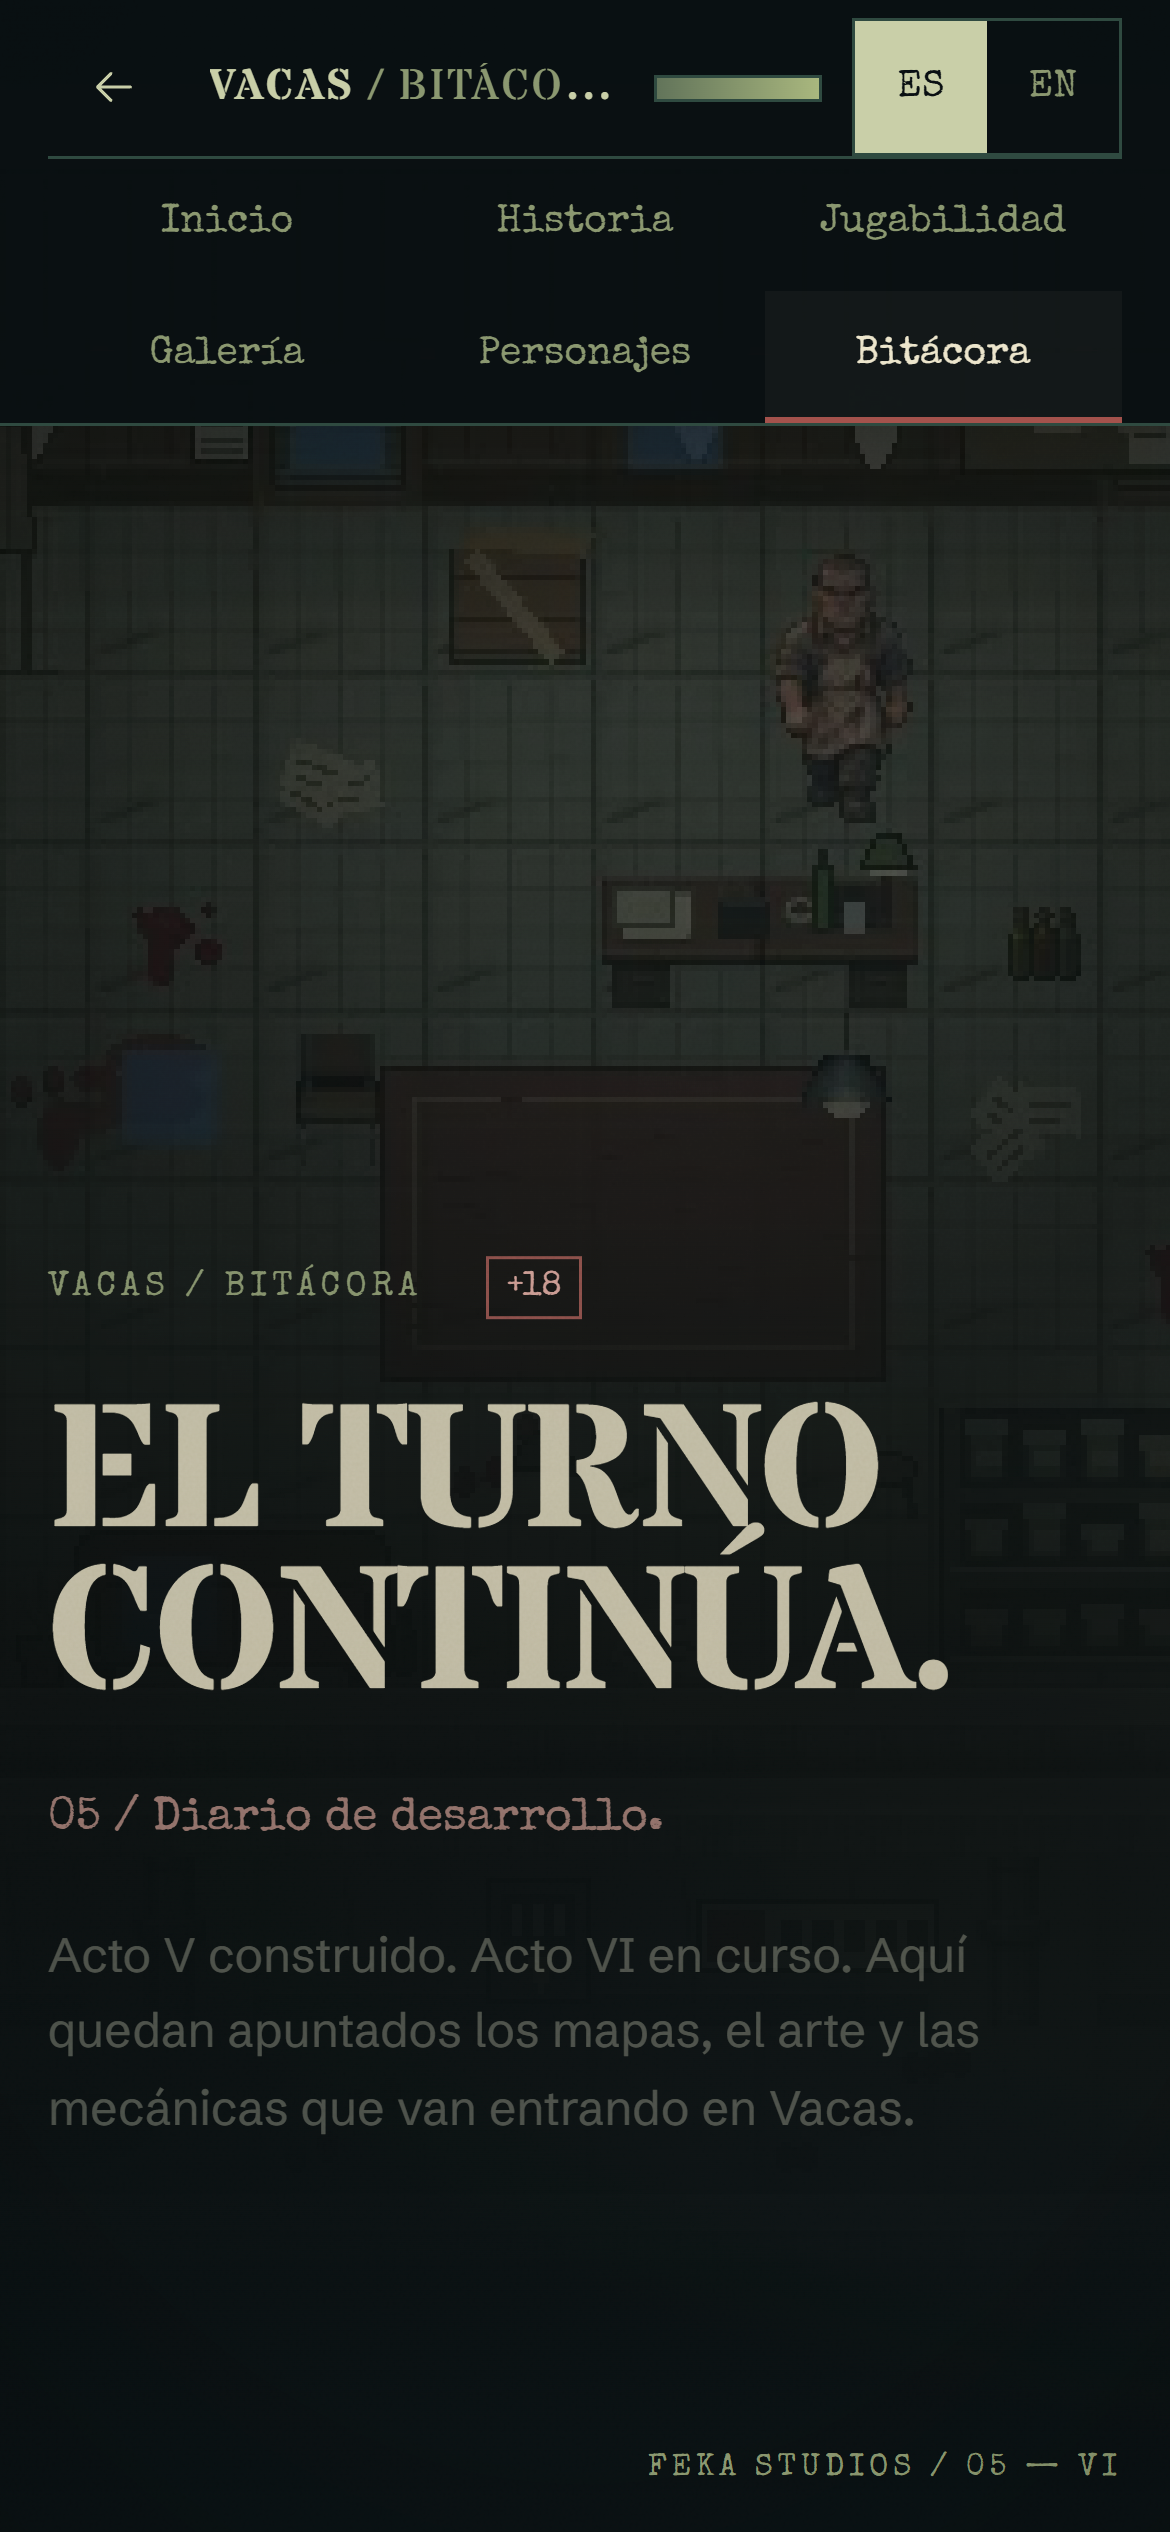 VACAS / BITÁCO...
ES EN
Inicio Historia Jugabilidad
Galería Personajes Bitácora
VACAS / BITÁCORA +18
EL TURNO
CONTINÚA.
05 / Diario de desarrollo.
Acto V construido. Acto VI en curso. Aquí
quedan apuntados los mapas, el arte y las
mecánicas que van entrando en Vacas.
FEKA STUDIOS / 05 — VI